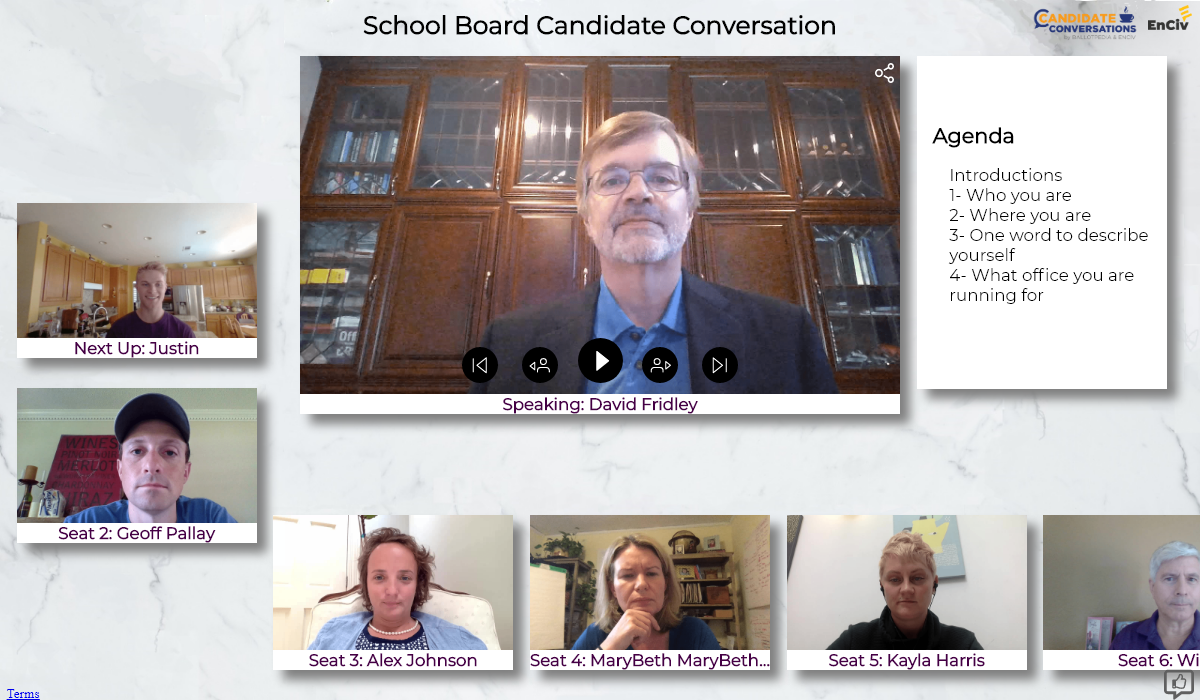 School Board Candidate Conversation
CANDIDATE
CONVERSATIONS
by BALLOTPEDIA & ENCIV
EnCiv
Agenda
Introductions
1- Who you are
2- Where you are
3- One word to describe
yourself
4- What office you are
running for
Next Up: Justin
Speaking: David Fridley
WINES
MERLOT
Seat 2: Geoff Pallay
Seat 3: Alex Johnson
Seat 4: MaryBeth MaryBeth...
Seat 5: Kayla Harris
Seat 6: Wi
Terms